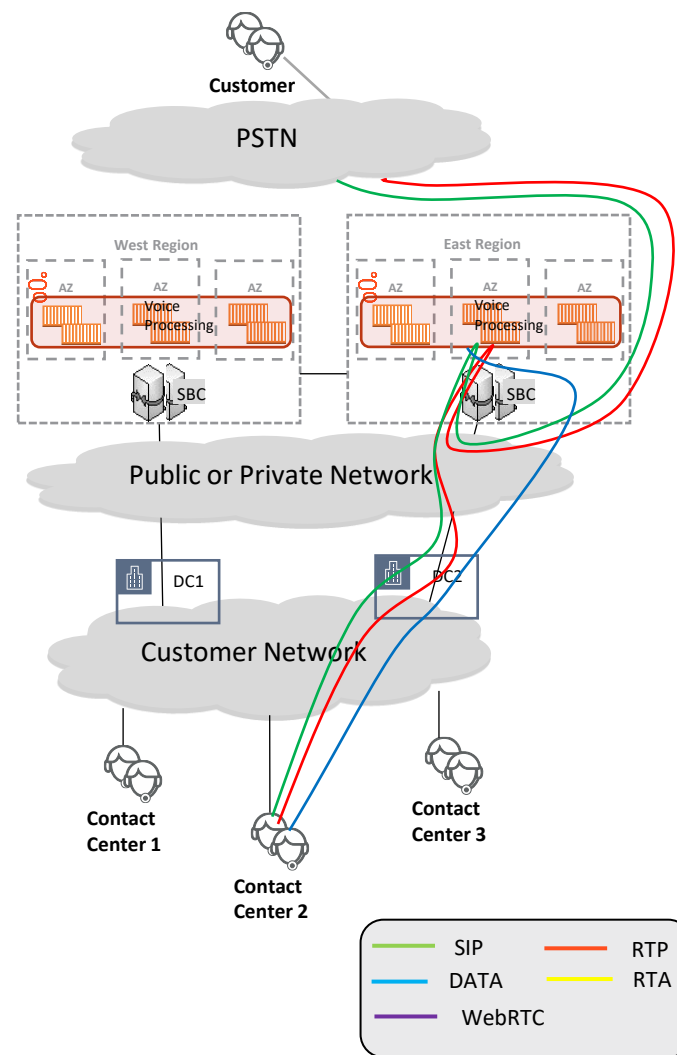 Customer
PSTN
West Region
East Region
AZ
AZ
AZ
AZ
AZ
AZ
Voice
Processing
Voice
Processing
SBC
SBC
Public or Private Network
DC1
DC2
Customer Network
Contact
Center 1
Contact
Center 2
Contact
Center 3
SIP
RTP
DATA
RTA
WebRTC